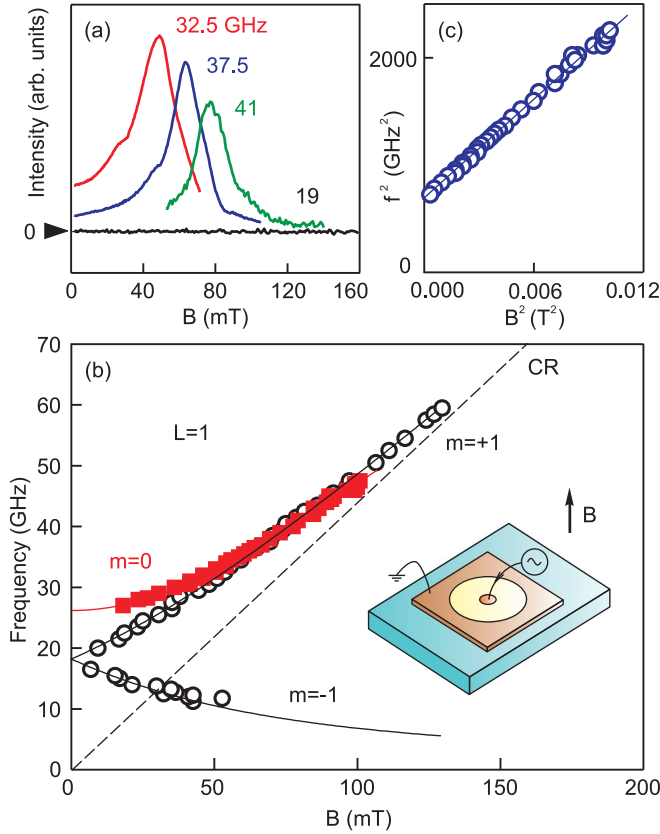 (a)
32.5 GHz
37.5
41
19
Intensity (arb. units)
0
0 40 80 120 160
B (mT)
(c)
2000
0
f² (GHz²)
0.000 0.006 0.012
B² (T²)
(b)
70
60
50
40
30
20
10
0
Frequency (GHz)
L=1
CR
m=+1
m=0
m=-1
B
0 50 100 150 200
B (mT)